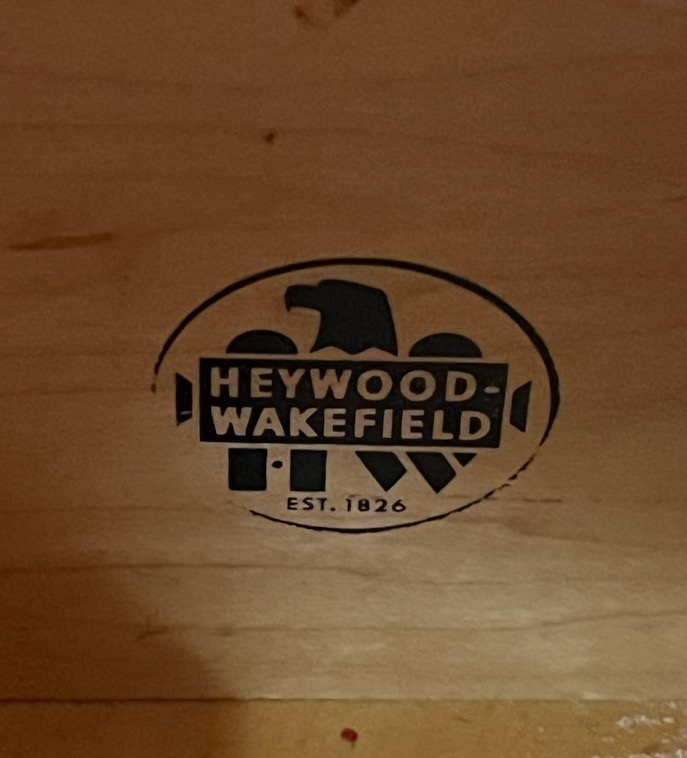 HEYWOOD-
WAKEFIELD
HW
EST. 1826